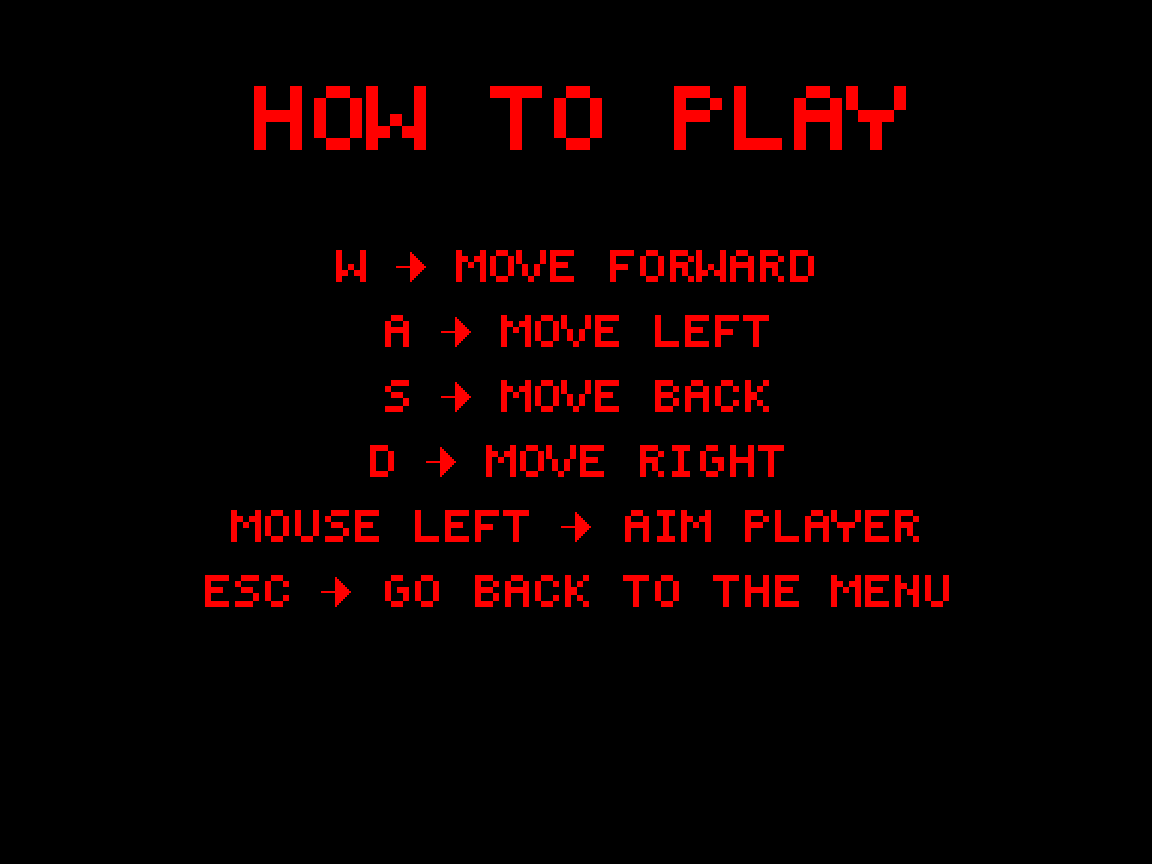 HOW TO PLAY
W → MOVE FORWARD
A → MOVE LEFT
S → MOVE BACK
D → MOVE RIGHT
MOUSE LEFT → AIM PLAYER
ESC → GO BACK TO THE MENU